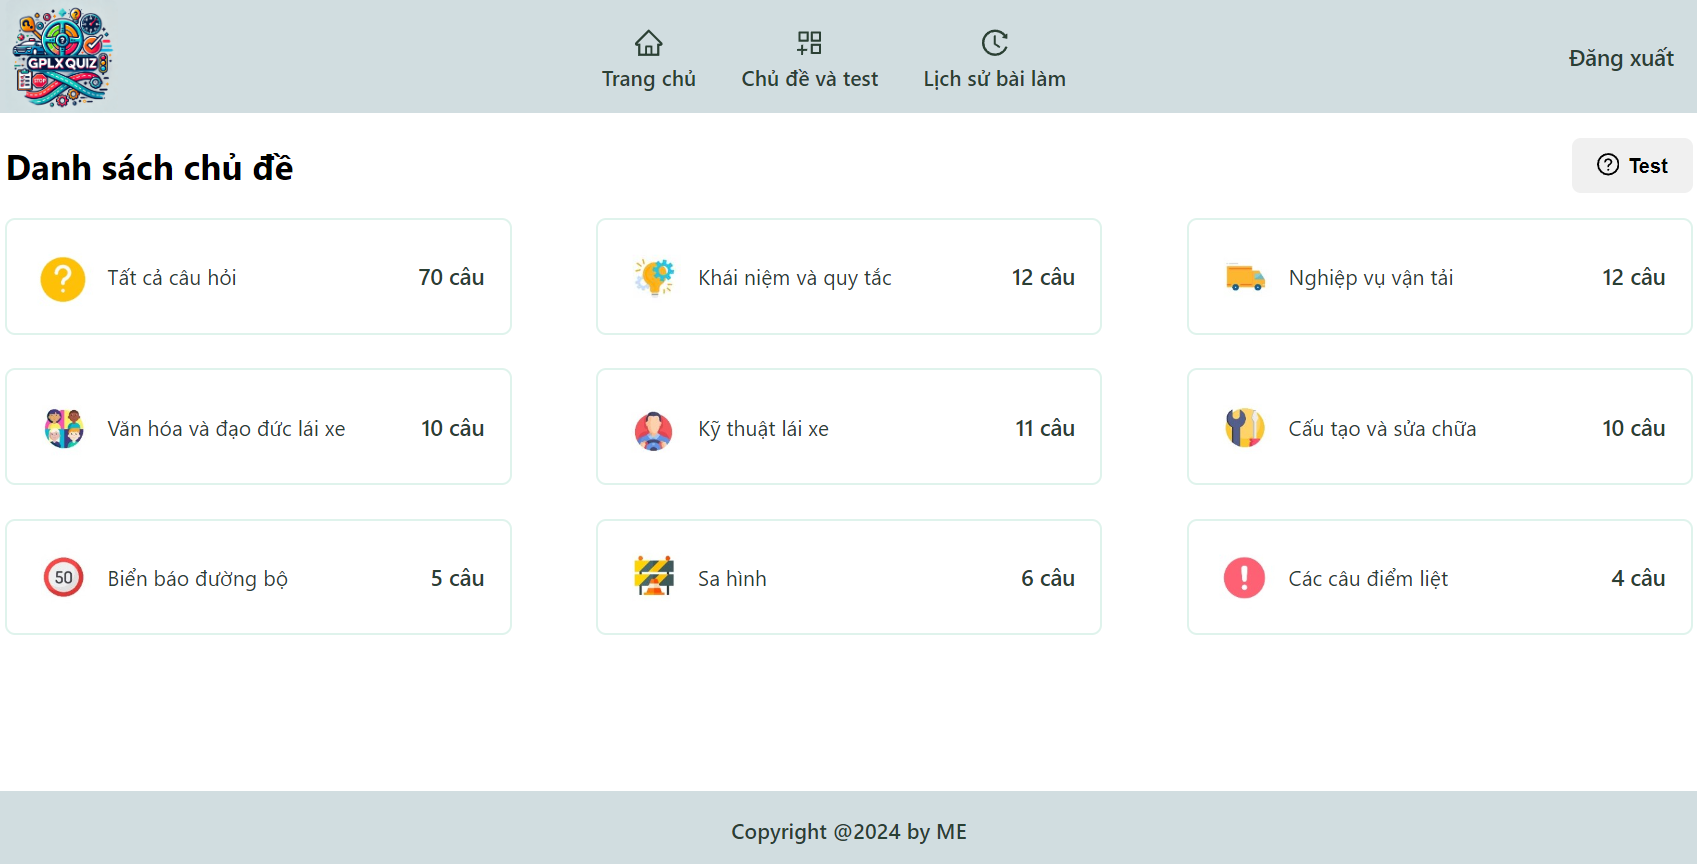 GPLX QUIZ
STOP
Trang chủ
Chủ đề và test
Lịch sử bài làm
Đăng xuất
Danh sách chủ đề
Test
Tất cả câu hỏi 70 câu
Khái niệm và quy tắc 12 câu
Nghiệp vụ vận tải 12 câu
Văn hóa và đạo đức lái xe 10 câu
Kỹ thuật lái xe 11 câu
Cấu tạo và sửa chữa 10 câu
50 Biển báo đường bộ 5 câu
Sa hình 6 câu
Các câu điểm liệt 4 câu
Copyright @2024 by ME